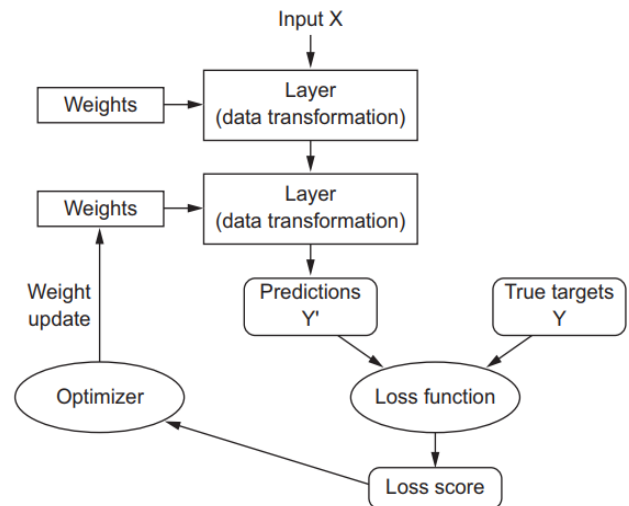 Input X
Layer
(data transformation)
Weights
Layer
(data transformation)
Weights
Weight
update
Predictions
Y'
True targets
Y
Optimizer
Loss function
Loss score